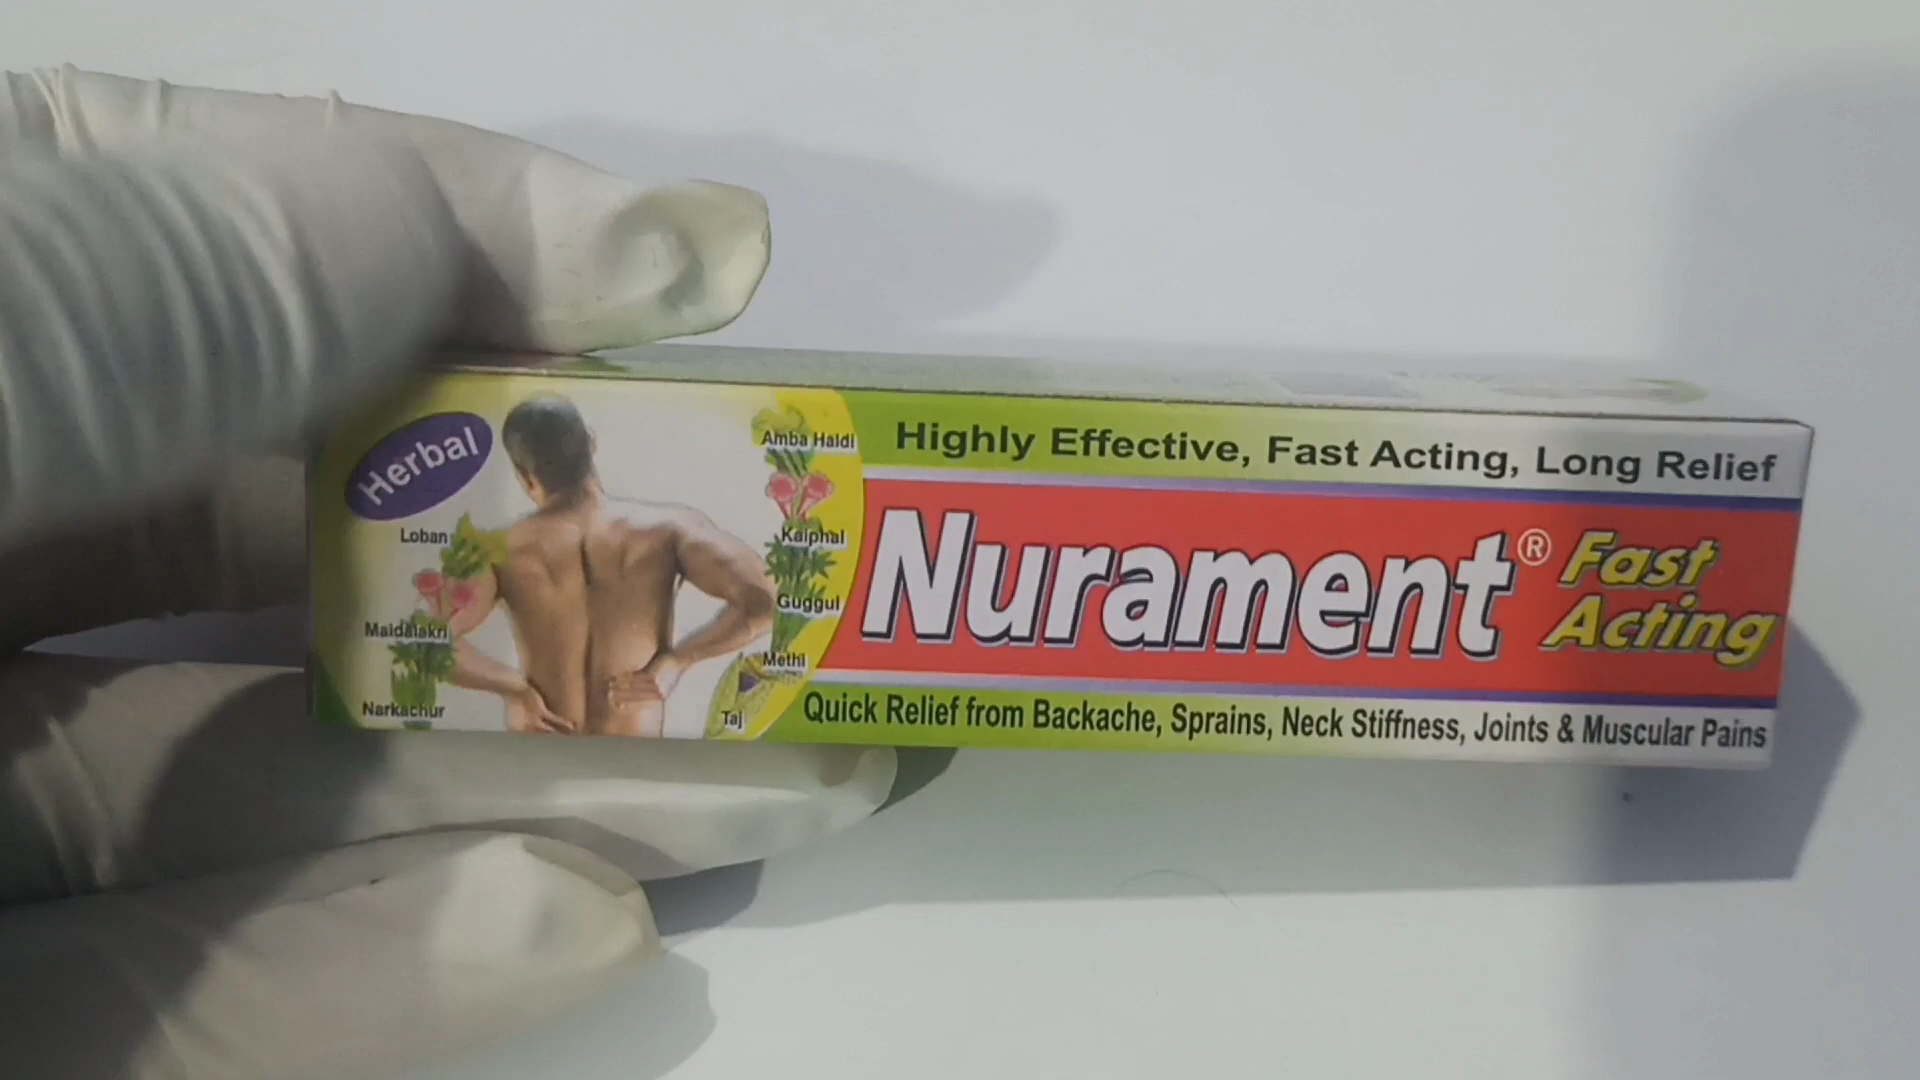 Herbal
Loban
Maidalakri
Narkachur
Amba Haldi
Kaiphal
Guggul
Methi
Taj
Highly Effective, Fast Acting, Long Relief
Nurament® Fast
Acting
Quick Relief from Backache, Sprains, Neck Stiffness, Joints & Muscular Pains